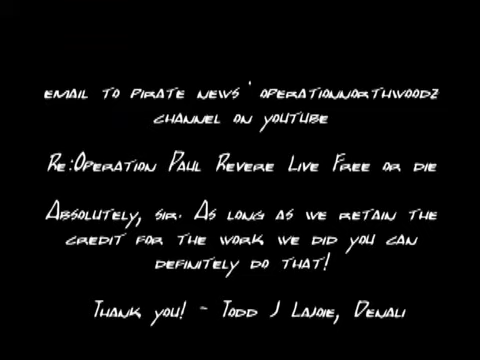 email to pirate news ' operationnorthwoodz
channel on youtube
Re:Operation Paul Revere Live Free or die
Absolutely, sir. As long as we retain the
credit for the work we did you can
definitely do that!
Thank you! - Todd J Lajoie, Denali